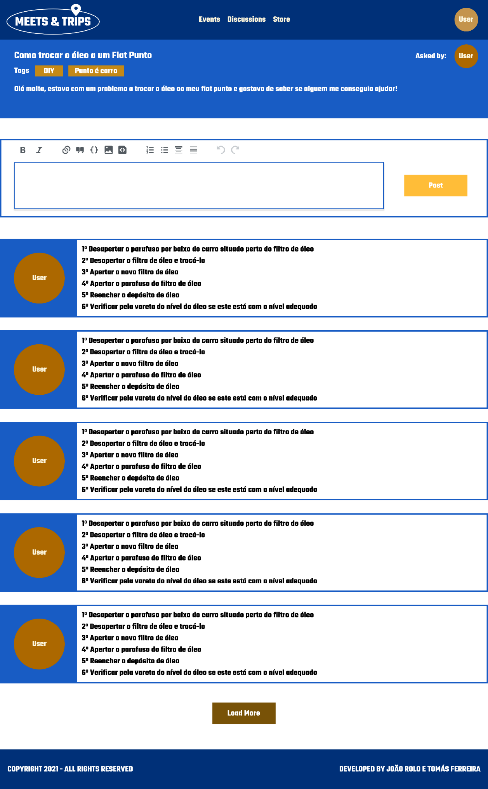 MEETS & TRIPS
Events Discussions Store
User
Como trocar o óleo a um Fiat Punto
Asked by: User
Tags DIY Punto é carro
Olá malta, estava com um problema a trocar o óleo ao meu fiat punto e gostava de saber se alguem me conseguia ajudar!
Post
User
1º Desapertar o parafuso por baixo do carro situado perto do filtro de óleo
2º Desapertar o filtro de óleo e trocá-lo
3º Apertar o novo filtro de óleo
4º Apertar o parafuso do filtro de óleo
5º Reencher o depósito de óleo
6º Verificar pela vareta do nível do óleo se este está com o nível adequado
User
1º Desapertar o parafuso por baixo do carro situado perto do filtro de óleo
2º Desapertar o filtro de óleo e trocá-lo
3º Apertar o novo filtro de óleo
4º Apertar o parafuso do filtro de óleo
5º Reencher o depósito de óleo
6º Verificar pela vareta do nível do óleo se este está com o nível adequado
User
1º Desapertar o parafuso por baixo do carro situado perto do filtro de óleo
2º Desapertar o filtro de óleo e trocá-lo
3º Apertar o novo filtro de óleo
4º Apertar o parafuso do filtro de óleo
5º Reencher o depósito de óleo
6º Verificar pela vareta do nível do óleo se este está com o nível adequado
User
1º Desapertar o parafuso por baixo do carro situado perto do filtro de óleo
2º Desapertar o filtro de óleo e trocá-lo
3º Apertar o novo filtro de óleo
4º Apertar o parafuso do filtro de óleo
5º Reencher o depósito de óleo
6º Verificar pela vareta do nível do óleo se este está com o nível adequado
User
1º Desapertar o parafuso por baixo do carro situado perto do filtro de óleo
2º Desapertar o filtro de óleo e trocá-lo
3º Apertar o novo filtro de óleo
4º Apertar o parafuso do filtro de óleo
5º Reencher o depósito de óleo
6º Verificar pela vareta do nível do óleo se este está com o nível adequado
Load More
COPYRIGHT 2021 - ALL RIGHTS RESERVED
DEVELOPED BY JOÃO ROLO E TOMÁS FERREIRA